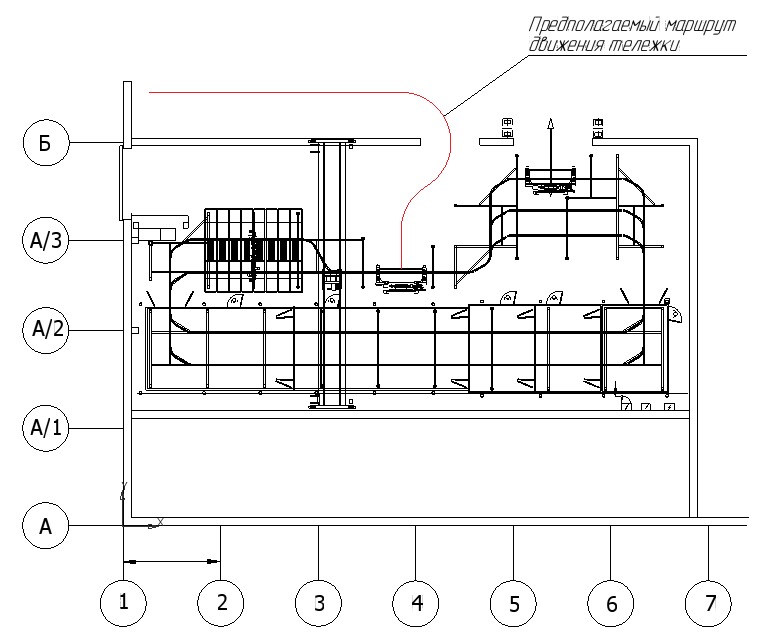 Предполагаемый маршрут
движения тележки
Б
А/3
А/2
А/1
А
Y
X
1
2
3
4
5
6
7